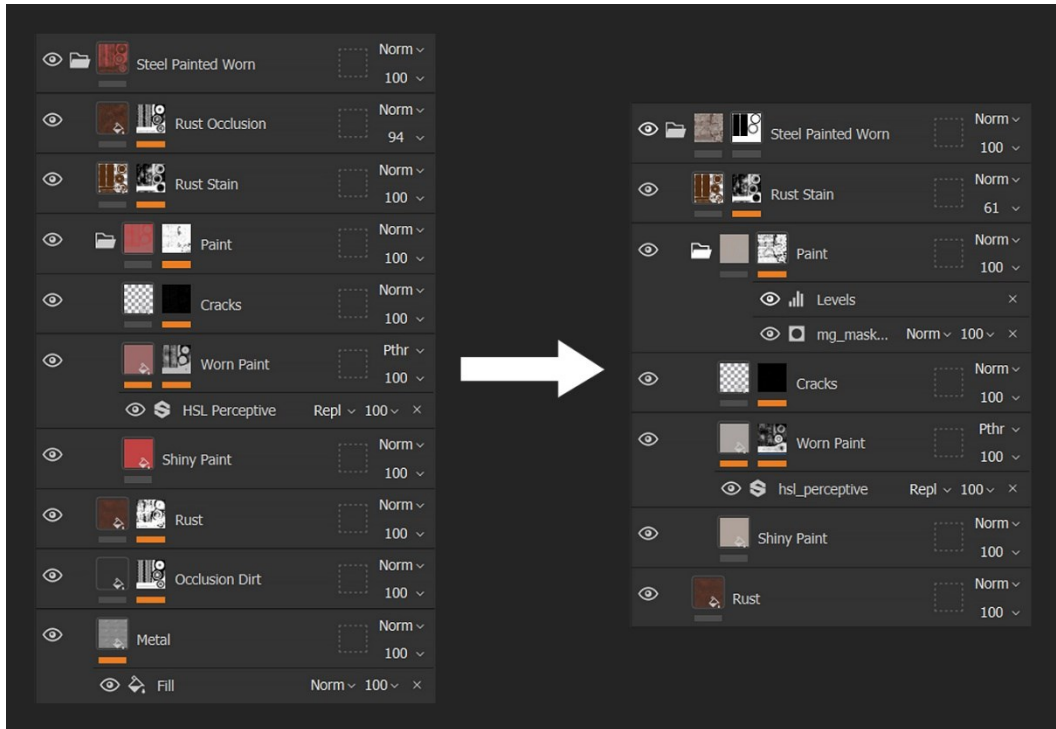 Steel Painted Worn Norm
100
Rust Occlusion Norm
94
Rust Stain Norm
100
Paint Norm
100
Cracks Norm
100
Worn Paint Pthr
100
HSL Perceptive Repl 100
Shiny Paint Norm
100
Rust Norm
100
Occlusion Dirt Norm
100
Metal Norm
100
Fill Norm 100
Steel Painted Worn Norm
100
Rust Stain Norm
61
Paint Norm
100
Levels
mg_mask... Norm 100
Cracks Norm
100
Worn Paint Pthr
100
hsl_perceptive Repl 100
Shiny Paint Norm
100
Rust Norm
100